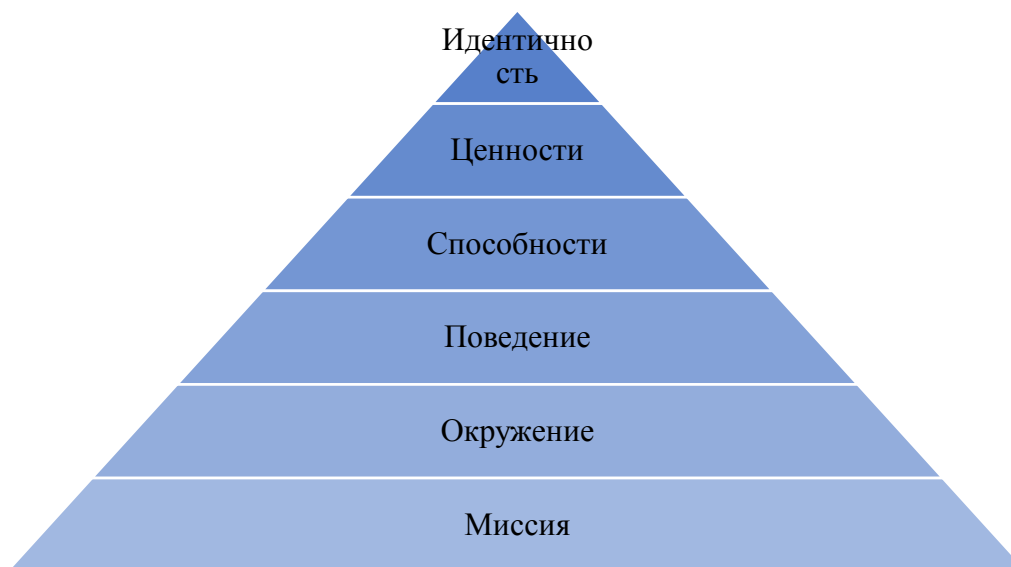 Идентично
сть
Ценности
Способности
Поведение
Окружение
Миссия